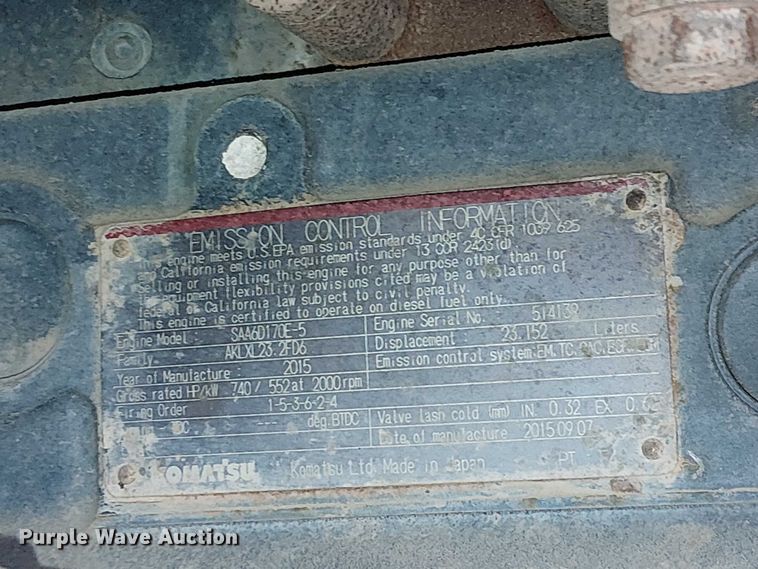 EMISSION CONTROL INFORMATION
This engine meets U.S.EPA emission standards under 40 CFR 1039 625
and California emission requirements under 13 CCR 2423(d)
Selling or installing this engine for any purpose other than for
the equipment flexibility provisions cited may be a violation of
federal or California law subject to civil penalty.
This engine is certified to operate on diesel fuel only.
Engine Model : SAA6D170E-5 Engine Serial No. : 514139
Family : AKLXL23.2FD6 Displacement : 23.152 Liters
Year of Manufacture : 2015 Emission control system:EM,TC,CAC,
Gross rated HP/kW 740/ 552 at 2000rpm
Firing Order 1-5-3-6-2-4
--- deg.BTDC Valve lash cold (mm) IN. 0.32 EX.
Date of manufacture 2015.09.07
KOMATSU Komatsu Ltd. Made in Japan PT
Purple Wave Auction